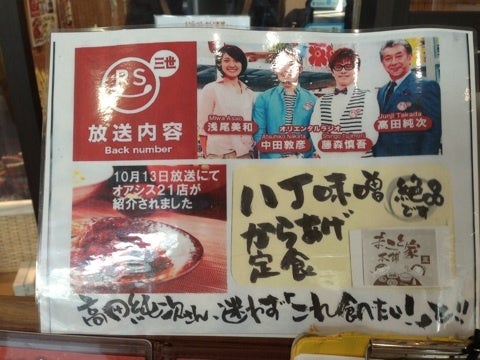 三世
RS
放送内容
Back number
Miwa Asao
浅尾美和
オリエンタルラジオ
Atsuhiko Nakata
中田敦彦
Shingo Fujimori
藤森慎吾
Junji Takada
高田純次
10月13日放送にて
オアシス21店が
紹介されました
八丁味噌
からあげ
定食
絶品です
高田純次さん、迷わず「これ食べたい!」と!!